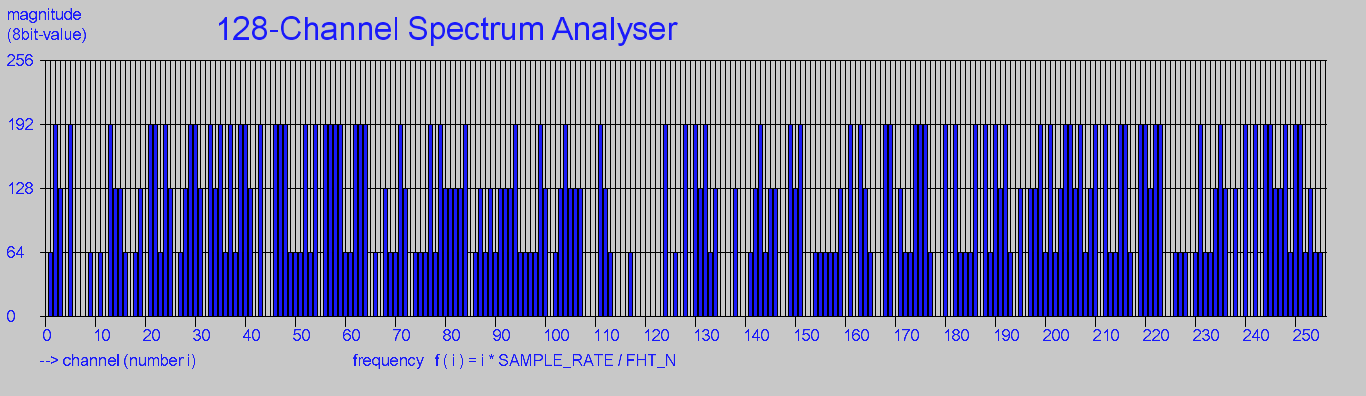 magnitude
(8bit-value)
128-Channel Spectrum Analyser
256
192
128
64
0
0 10 20 30 40 50 60 70 80 90 100 110 120 130 140 150 160 170 180 190 200 210 220 230 240 250
--> channel (number i) frequency f ( i ) = i * SAMPLE_RATE / FHT_N